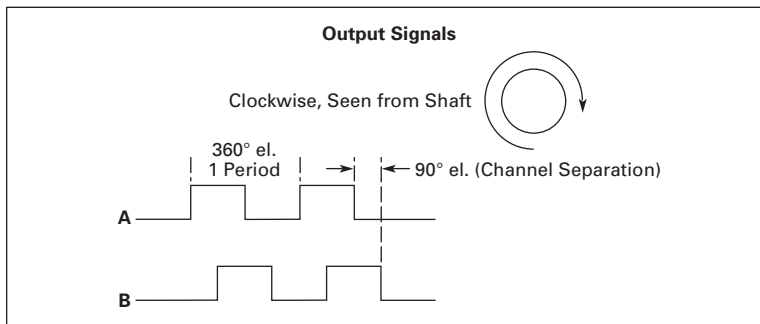 Output Signals
Clockwise, Seen from Shaft
360° el.
1 Period
90° el. (Channel Separation)
A
B